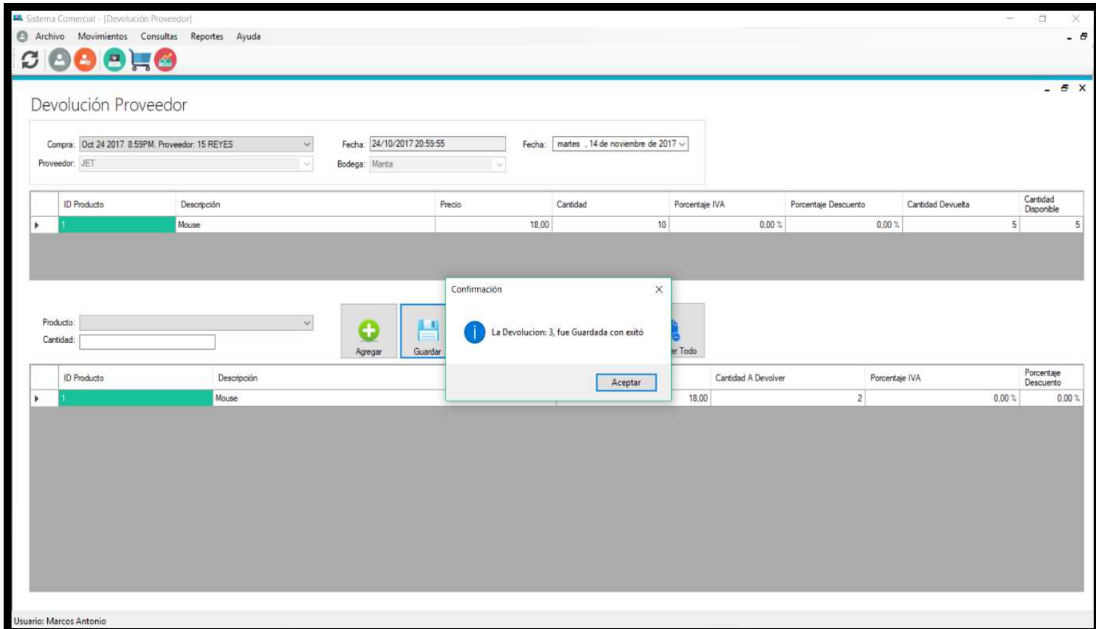 Sistema Comercial - [Devolución Proveedor]
Archivo Movimientos Consultas Reportes Ayuda
Devolución Proveedor
Compra: Oct 24 2017 8:59PM. Proveedor: 15 REYES Fecha: 24/10/2017 20:59:55 Fecha: martes , 14 de noviembre de 2017
Proveedor: JET Bodega: Manta
ID Producto Descripción Precio Cantidad Porcentaje IVA Porcentaje Descuento Cantidad Devuelta Cantidad Disponible
1 Mouse 18,00 10 0,00 % 0,00 % 5 5
Confirmación
La Devolucion: 3, fue Guardada con exitó
Aceptar
Producto:
Cantidad:
Agregar Guardar er Todo
ID Producto Descripción Cantidad A Devolver Porcentaje IVA Porcentaje Descuento
1 Mouse 18,00 2 0,00 % 0,00 %
Usuario: Marcos Antonio